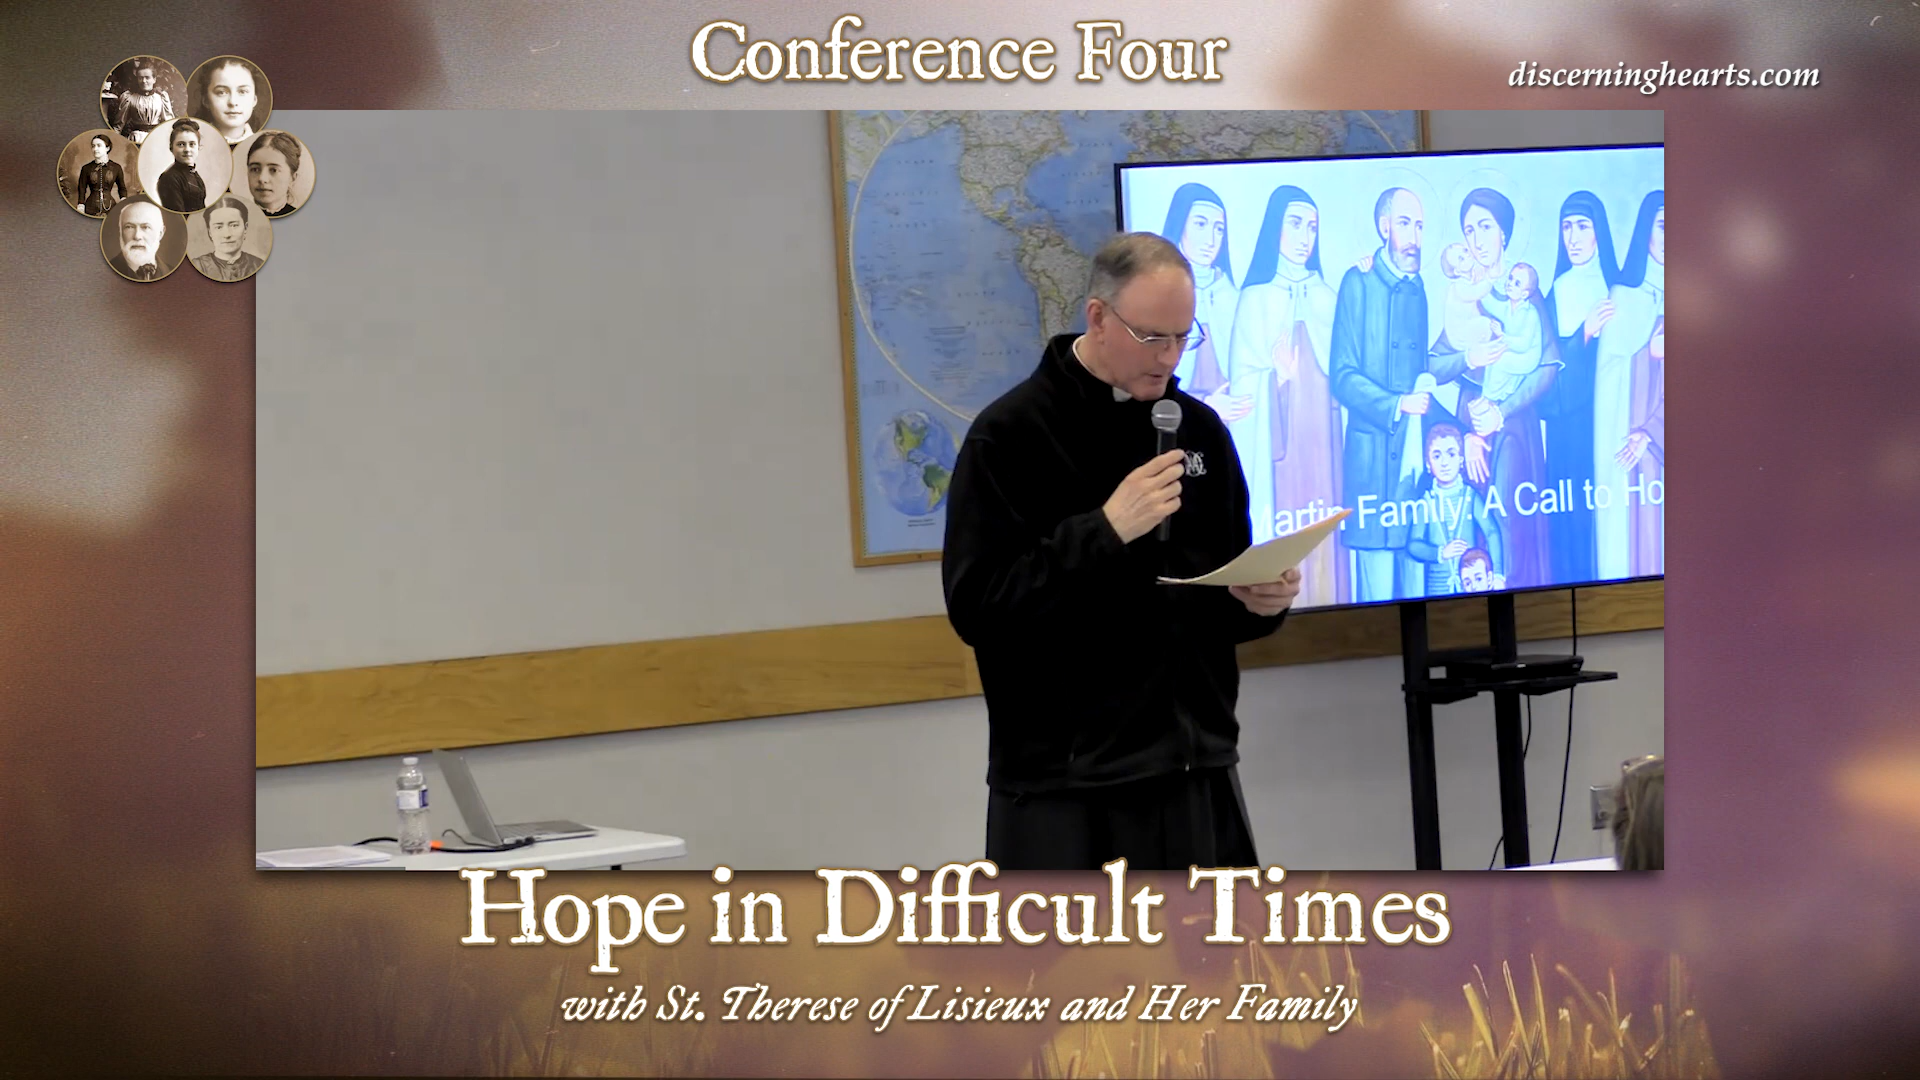 Conference Four
discerninghearts.com
Martin Family: A Call to Ho
Hope in Difficult Times
with St. Therese of Lisieux and Her Family